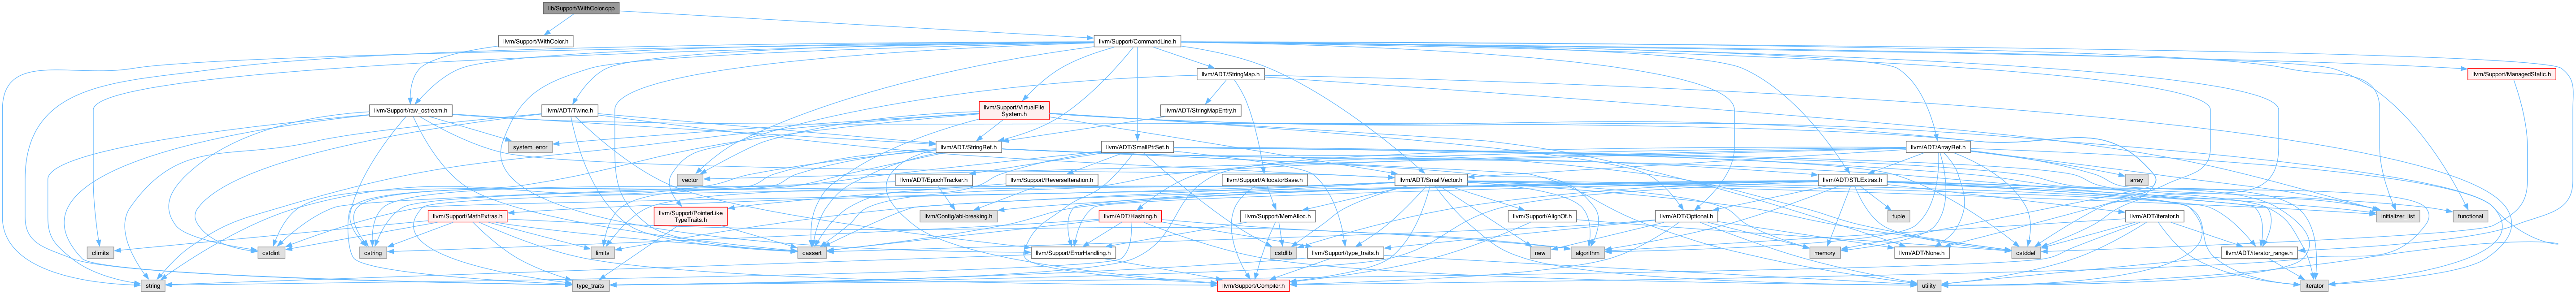 lib/Support/WithColor.cpp
llvm/Support/WithColor.h
llvm/Support/CommandLine.h
llvm/ADT/StringMap.h
llvm/Support/ManagedStatic.h
llvm/Support/raw_ostream.h
llvm/ADT/Twine.h
llvm/Support/VirtualFile
System.h
llvm/ADT/StringMapEntry.h
system_error
llvm/ADT/StringRef.h
llvm/ADT/SmallPtrSet.h
llvm/ADT/ArrayRef.h
vector
llvm/ADT/EpochTracker.h
llvm/Support/ReverseIteration.h
llvm/Support/AllocatorBase.h
llvm/ADT/SmallVector.h
llvm/ADT/STLExtras.h
array
llvm/Support/MathExtras.h
llvm/Support/PointerLike
TypeTraits.h
llvm/Config/abi-breaking.h
llvm/ADT/Hashing.h
llvm/Support/MemAlloc.h
llvm/Support/AlignOf.h
llvm/ADT/Optional.h
tuple
llvm/ADT/iterator.h
initializer_list
functional
climits
cstdint
cstring
limits
cassert
llvm/Support/ErrorHandling.h
cstdlib
llvm/Support/type_traits.h
new
algorithm
memory
llvm/ADT/None.h
cstddef
llvm/ADT/iterator_range.h
string
type_traits
llvm/Support/Compiler.h
utility
iterator